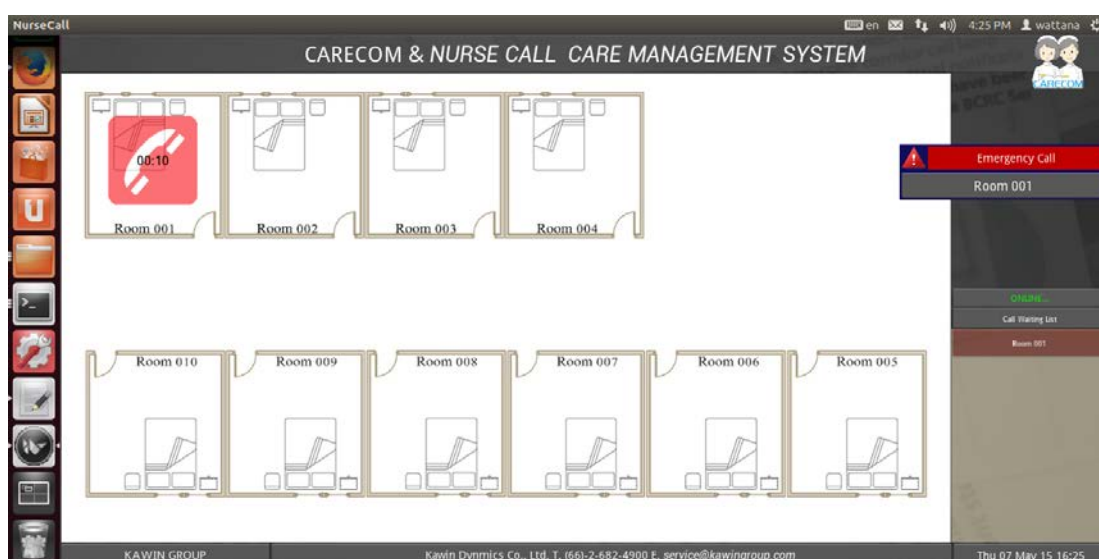 NurseCall
en
4:25 PM
wattana
CARECOM & NURSE CALL CARE MANAGEMENT SYSTEM
CARECOM
00:10
Room 001
Room 002
Room 003
Room 004
Emergency Call
Room 001
ONLINE...
Call Waiting List
Room 001
Room 010
Room 009
Room 008
Room 007
Room 006
Room 005
KAWIN GROUP
Kawin Dynmics Co., Ltd. T. (66)-2-682-4900 E. service@kawingroup.com
Thu 07 May 15 16:25